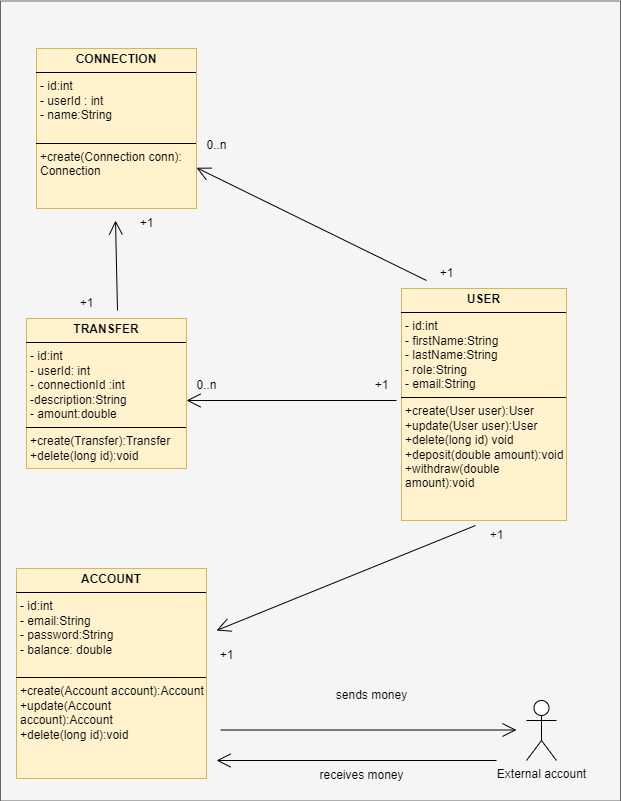 CONNECTION
- id:int
- userId : int
- name:String
+create(Connection conn):
Connection
0..n
+1
+1
+1
TRANSFER
- id:int
- userId: int
- connectionId :int
-description:String
- amount:double
+create(Transfer):Transfer
+delete(long id):void
0..n
+1
USER
- id:int
- firstName:String
- lastName:String
- role:String
- email:String
+create(User user):User
+update(User user):User
+delete(long id) void
+deposit(double amount):void
+withdraw(double
amount):void
+1
ACCOUNT
- id:int
- email:String
- password:String
- balance: double
+create(Account account):Account
+update(Account
account):Account
+delete(long id):void
+1
sends money
receives money
External account